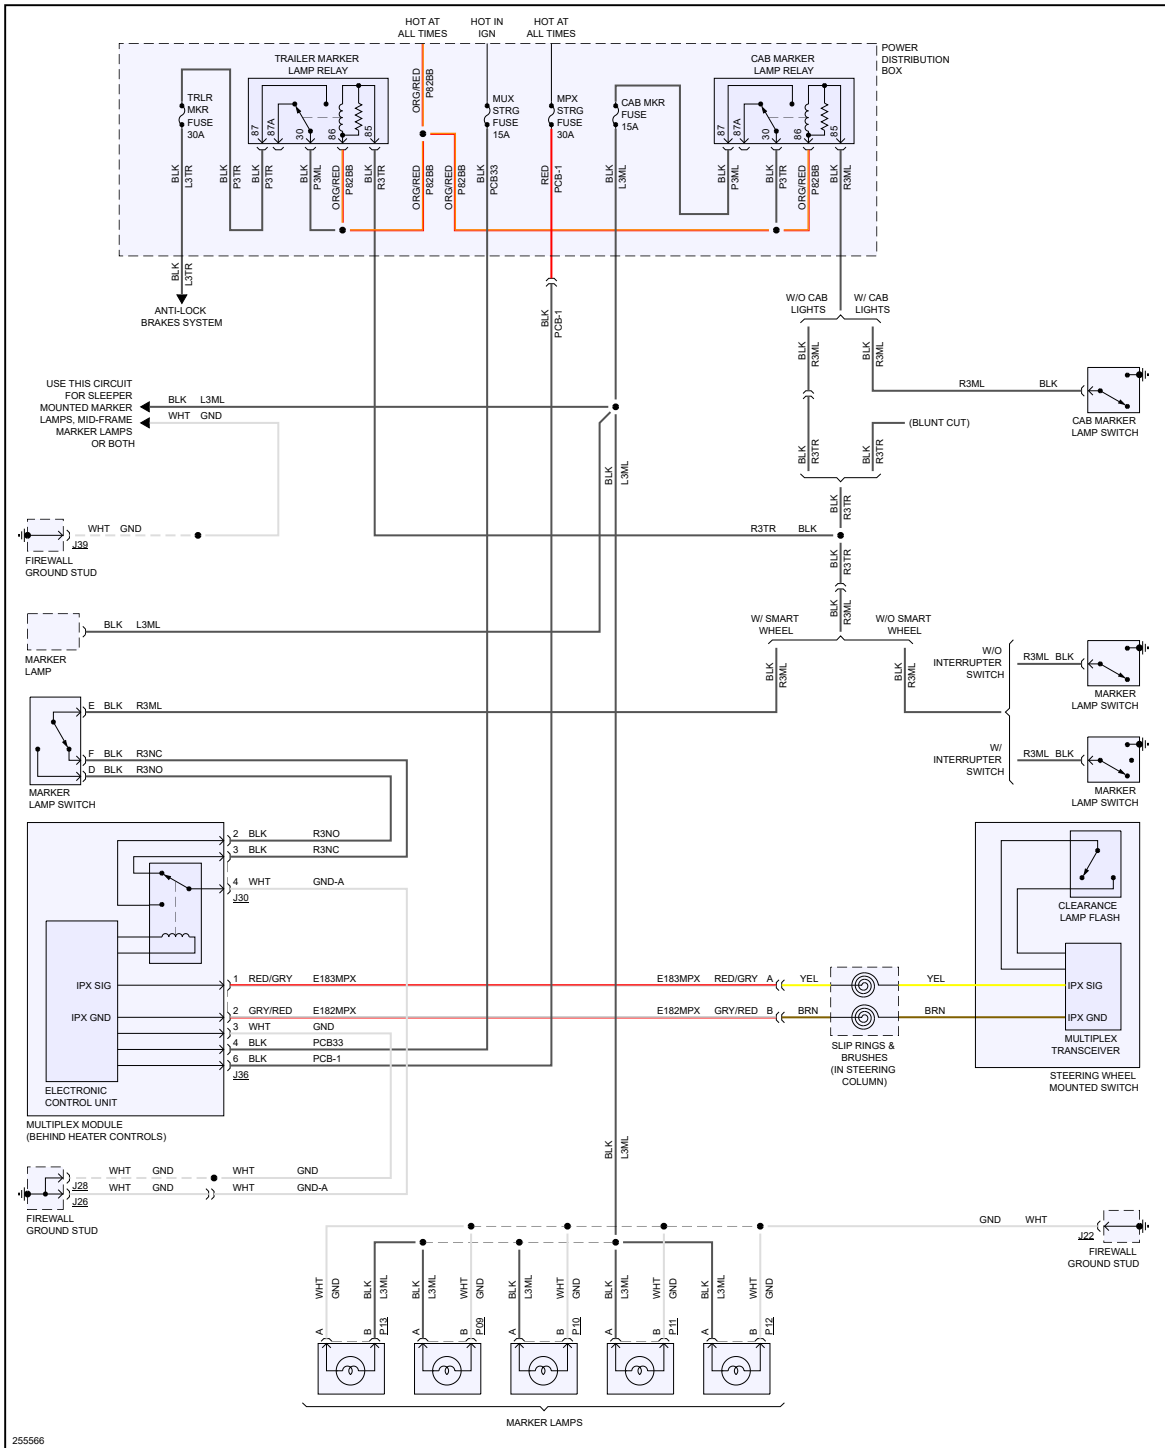 HOT AT
ALL TIMES
HOT IN
IGN
HOT AT
ALL TIMES
POWER
DISTRIBUTION
BOX
TRAILER MARKER
LAMP RELAY
CAB MARKER
LAMP RELAY
TRLR
MKR
FUSE
30A
87
87A
30
86
85
ORG/RED
P82BB
MUX
STRG
FUSE
15A
MPX
STRG
FUSE
30A
CAB MKR
FUSE
15A
87
87A
30
86
85
BLK
L3TR
BLK
P3TR
BLK
P3ML
ORG/RED
P82BB
BLK
R3TR
ORG/RED
P82BB
ORG/RED
P82BB
BLK
PCB33
RED
PCB-1
BLK
L3ML
BLK
P3ML
BLK
P3TR
ORG/RED
P82BB
BLK
R3ML
BLK
L3TR
ANTI-LOCK
BRAKES SYSTEM
BLK
PCB-1
W/O CAB
LIGHTS
W/ CAB
LIGHTS
BLK
R3ML
BLK
R3ML
R3ML
BLK
CAB MARKER
LAMP SWITCH
USE THIS CIRCUIT
FOR SLEEPER
MOUNTED MARKER
LAMPS, MID-FRAME
MARKER LAMPS
OR BOTH
BLK L3ML
WHT GND
(BLUNT CUT)
BLK
R3TR
BLK
R3TR
BLK
L3ML
BLK
R3TR
WHT GND
J39
FIREWALL
GROUND STUD
R3TR BLK
BLK
R3TR
BLK
R3ML
W/ SMART
WHEEL
W/O SMART
WHEEL
BLK L3ML
MARKER
LAMP
BLK
R3ML
BLK
R3ML
W/O
INTERRUPTER
SWITCH
R3ML BLK
MARKER
LAMP SWITCH
E BLK R3ML
F BLK R3NC
D BLK R3NO
MARKER
LAMP SWITCH
W/
INTERRUPTER
SWITCH
R3ML BLK
MARKER
LAMP SWITCH
2 BLK R3NO
3 BLK R3NC
4 WHT GND-A
J30
CLEARANCE
LAMP FLASH
IPX SIG
1 RED/GRY E183MPX
E183MPX RED/GRY A
YEL
YEL
IPX SIG
IPX GND
2 GRY/RED E182MPX
E182MPX GRY/RED B
BRN
BRN
IPX GND
3 WHT GND
4 BLK PCB33
6 BLK PCB-1
J36
ELECTRONIC
CONTROL UNIT
MULTIPLEX MODULE
(BEHIND HEATER CONTROLS)
SLIP RINGS &
BRUSHES
(IN STEERING
COLUMN)
MULTIPLEX
TRANSCEIVER
STEERING WHEEL
MOUNTED SWITCH
BLK
L3ML
WHT GND
WHT GND
J28
WHT GND
WHT GND-A
J26
FIREWALL
GROUND STUD
GND WHT
J22
FIREWALL
GROUND STUD
WHT
GND
BLK
L3ML
BLK
L3ML
WHT
GND
BLK
L3ML
WHT
GND
BLK
L3ML
WHT
GND
BLK
L3ML
WHT
GND
A
B
P13
A
B
P09
A
B
P10
A
B
P11
A
B
P12
MARKER LAMPS
255566